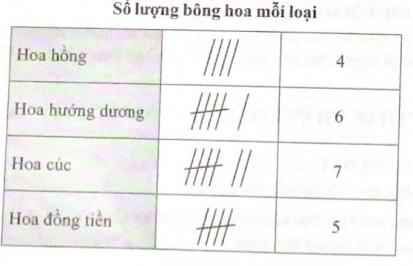 Số lượng bông hoa mỗi loại
Hoa hồng 4
Hoa hướng dương 6
Hoa cúc 7
Hoa đồng tiền 5